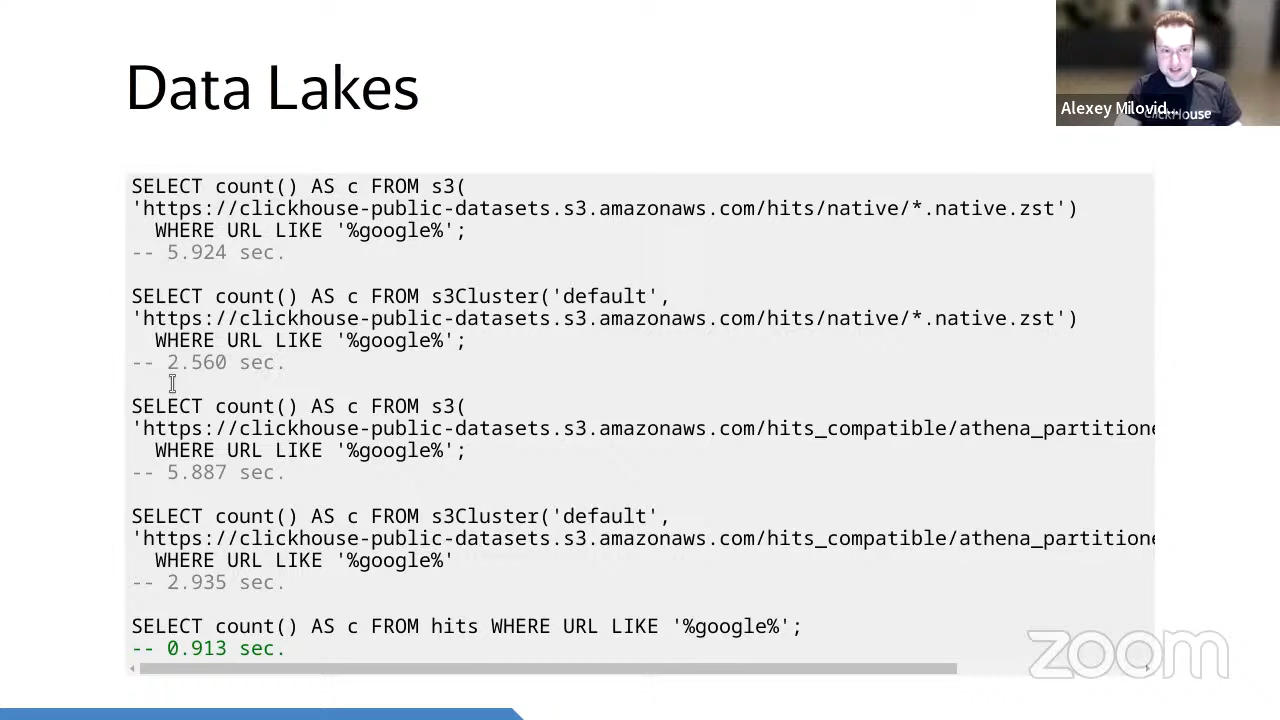 Data Lakes
Alexey Milovid...
ClickHouse
SELECT count() AS c FROM s3(
'https://clickhouse-public-datasets.s3.amazonaws.com/hits/native/*.native.zst')
WHERE URL LIKE '%google%';
-- 5.924 sec.
SELECT count() AS c FROM s3Cluster('default',
'https://clickhouse-public-datasets.s3.amazonaws.com/hits/native/*.native.zst')
WHERE URL LIKE '%google%';
-- 2.560 sec.
SELECT count() AS c FROM s3(
'https://clickhouse-public-datasets.s3.amazonaws.com/hits_compatible/athena_partitione
WHERE URL LIKE '%google%';
-- 5.887 sec.
SELECT count() AS c FROM s3Cluster('default',
'https://clickhouse-public-datasets.s3.amazonaws.com/hits_compatible/athena_partitione
WHERE URL LIKE '%google%'
-- 2.935 sec.
SELECT count() AS c FROM hits WHERE URL LIKE '%google%';
-- 0.913 sec.
zoom